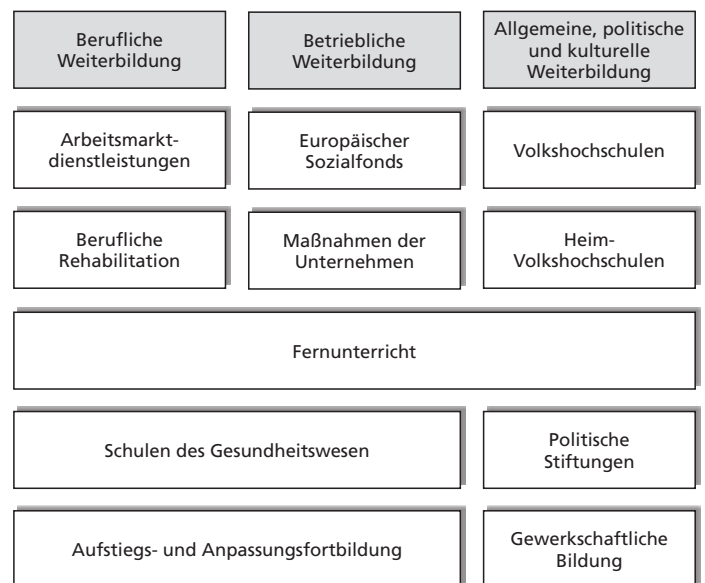 Berufliche
Weiterbildung
Betriebliche
Weiterbildung
Allgemeine, politische
und kulturelle
Weiterbildung
Arbeitsmarkt-
dienstleistungen
Europäischer
Sozialfonds
Volkshochschulen
Berufliche
Rehabilitation
Maßnahmen der
Unternehmen
Heim-
Volkshochschulen
Fernunterricht
Schulen des Gesundheitswesen
Politische
Stiftungen
Aufstiegs- und Anpassungsfortbildung
Gewerkschaftliche
Bildung